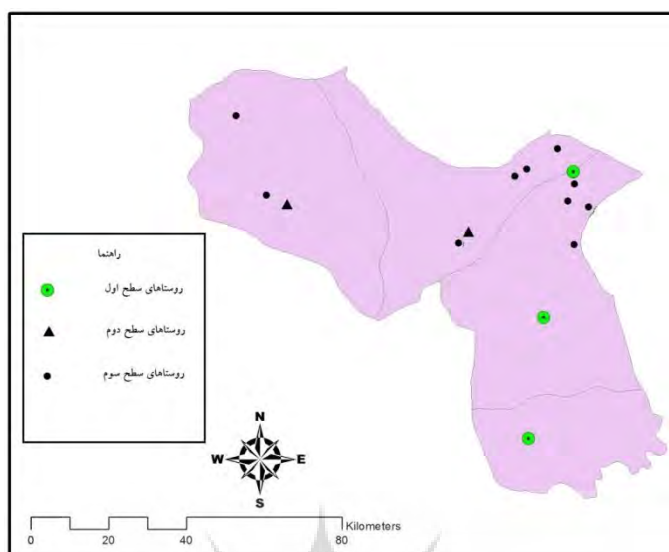 راهنما
روستاهای سطح اول
روستاهای سطح دوم
روستاهای سطح سوم
N
W E
S
Kilometers
0 20 40 80